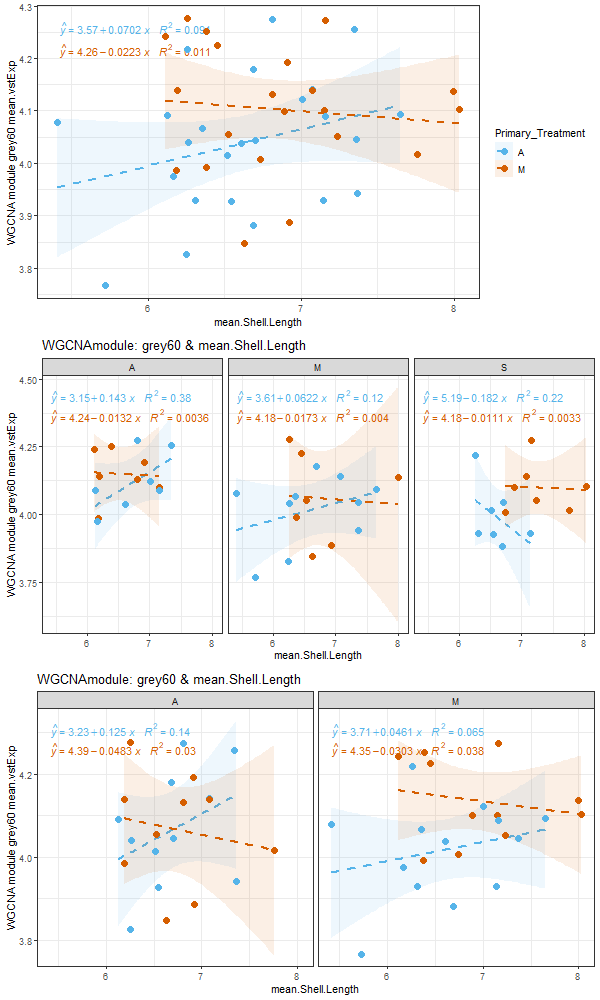 4.3
ŷ = 3.57 + 0.0702 x R² = 0.094
4.2
ŷ = 4.26 − 0.0223 x R² = 0.011
4.1
4.0
3.9
3.8
WGCNA module grey60 mean.vstExp
6 7 8
mean.Shell.Length
Primary_Treatment
A
M
WGCNAmodule: grey60 & mean.Shell.Length
A M S
4.50
4.25
4.00
3.75
WGCNA module grey60 mean.vstExp
ŷ = 3.15 + 0.143 x R² = 0.38
ŷ = 4.24 − 0.0132 x R² = 0.0036
ŷ = 3.61 + 0.0622 x R² = 0.12
ŷ = 4.18 − 0.0173 x R² = 0.004
ŷ = 5.19 − 0.182 x R² = 0.22
ŷ = 4.18 − 0.0111 x R² = 0.0033
6 7 8 6 7 8 6 7 8
mean.Shell.Length
WGCNAmodule: grey60 & mean.Shell.Length
A M
4.2
4.0
3.8
WGCNA module grey60 mean.vstExp
ŷ = 3.23 + 0.125 x R² = 0.14
ŷ = 4.39 − 0.0483 x R² = 0.03
ŷ = 3.71 + 0.0461 x R² = 0.065
ŷ = 4.35 − 0.0303 x R² = 0.038
6 7 8 6 7 8
mean.Shell.Length